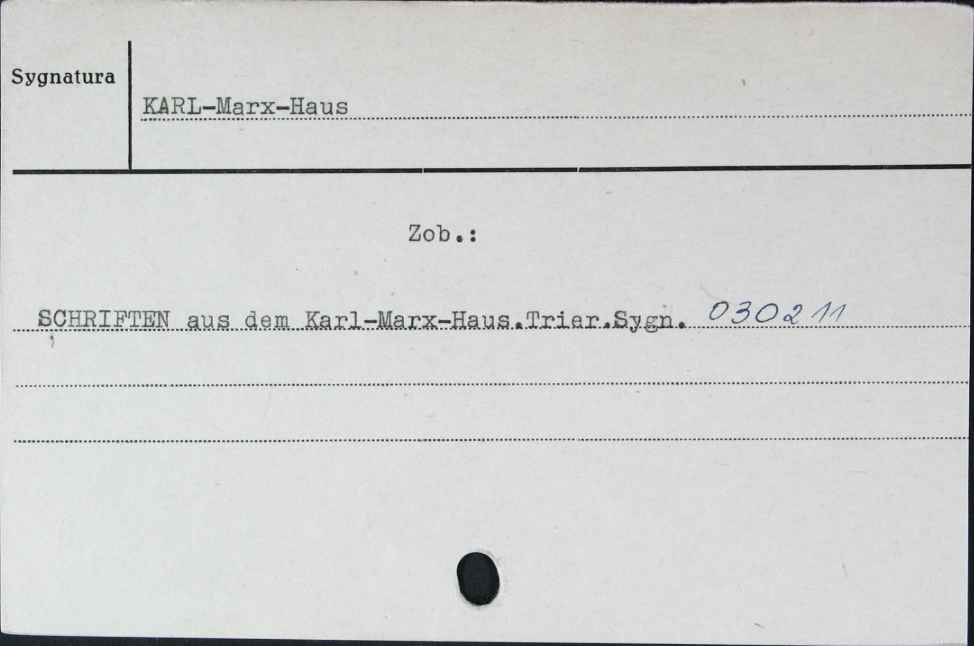 Sygnatura
KARL-Marx-Haus
Zob.:
SCHRIFTEN aus dem Karl-Marx-Haus.Trier.Sygn. 030211